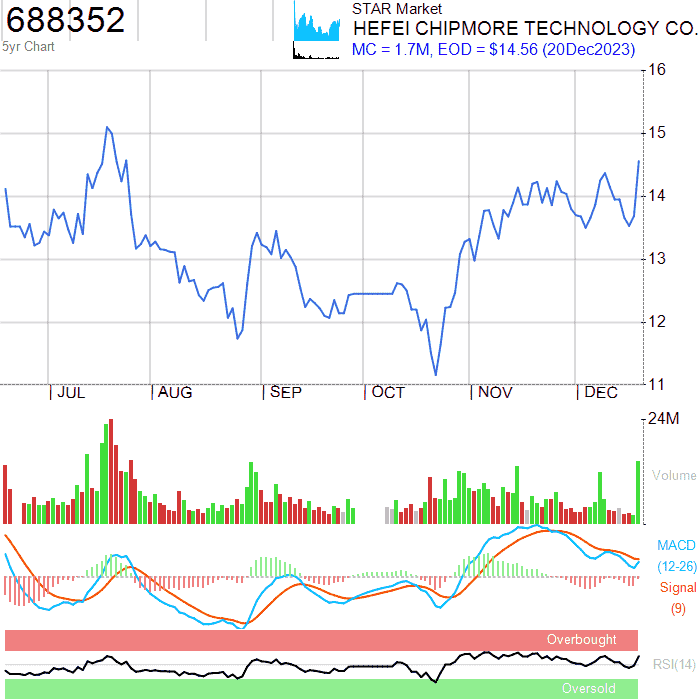 688352
5yr Chart
STAR Market
HEFEI CHIPMORE TECHNOLOGY CO.
MC = 1.7M, EOD = $14.56 (20Dec2023)
16
15
14
13
12
11
JUL AUG SEP OCT NOV DEC
24M
Volume
MACD
(12-26)
Signal
(9)
Overbought
RSI(14)
Oversold